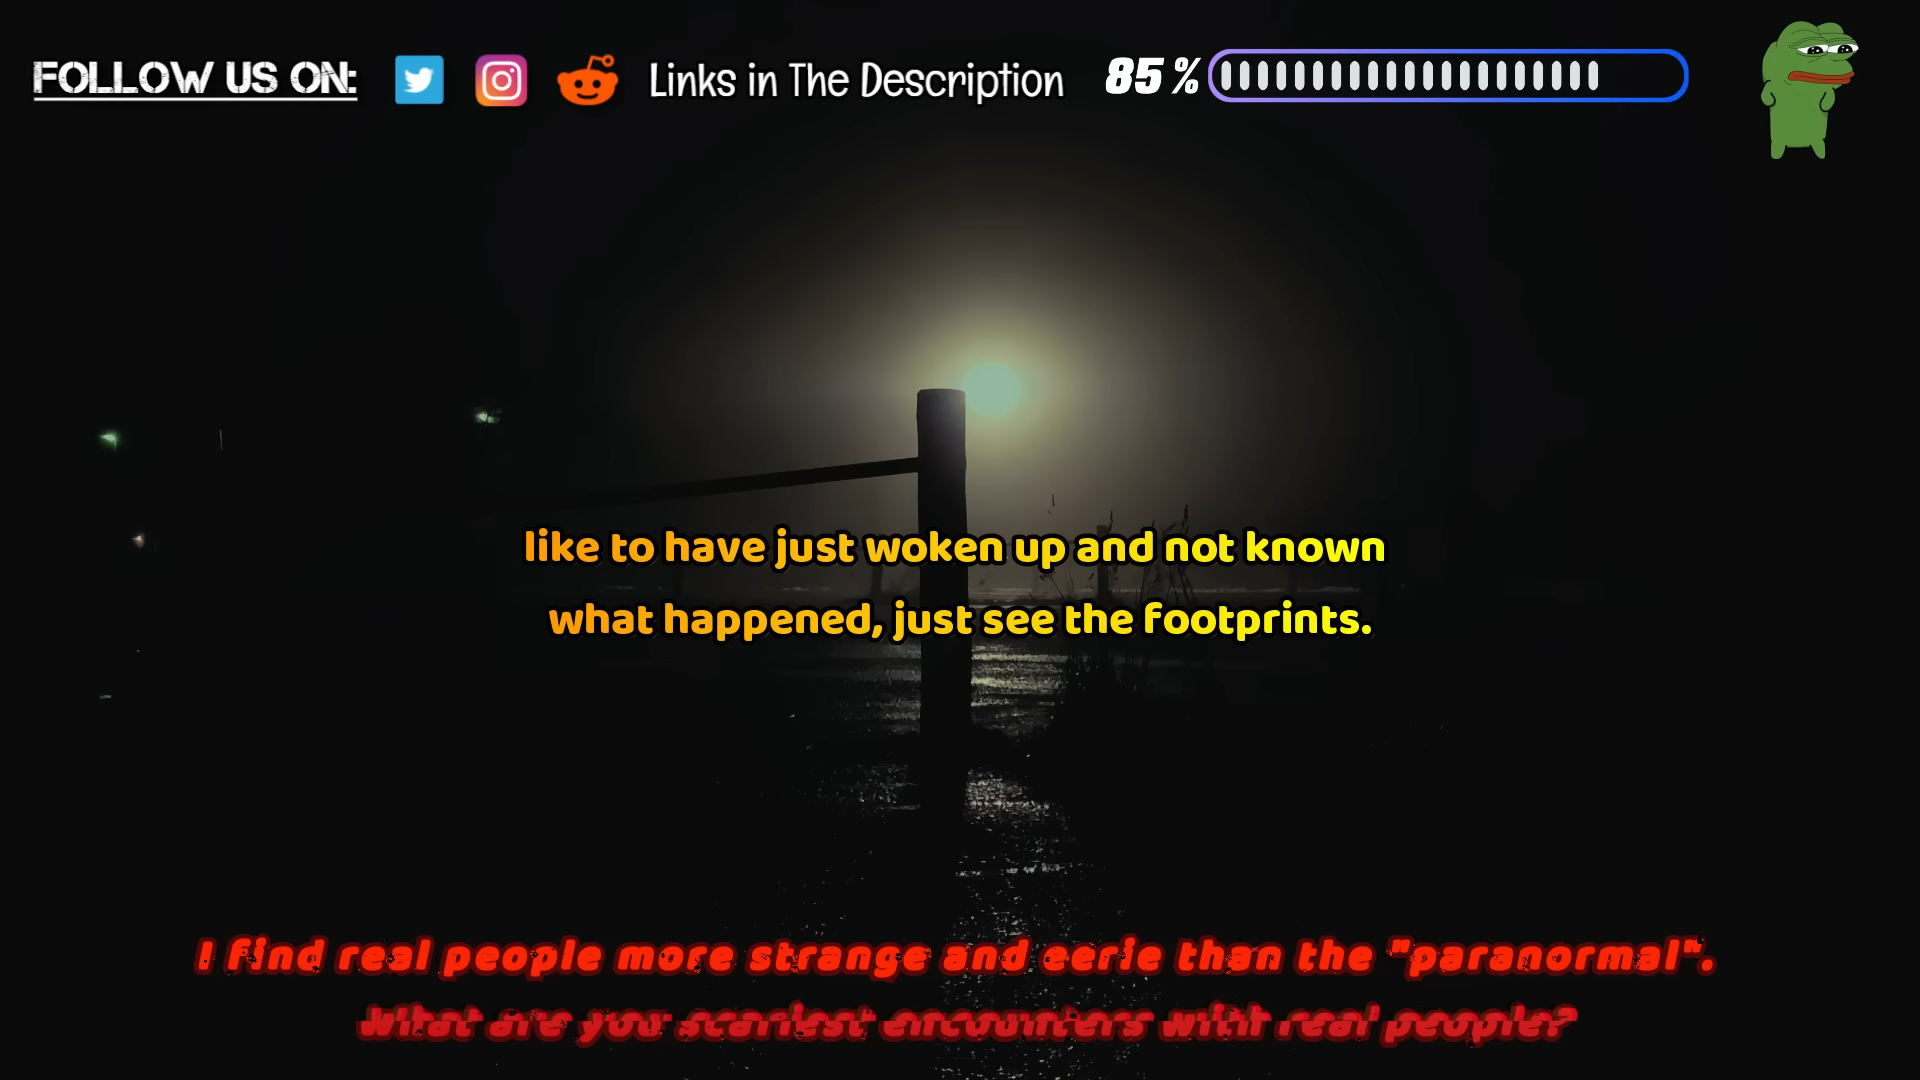 FOLLOW US ON:
Links in The Description
85 %
like to have just woken up and not known
what happened, just see the footprints.
I find real people more strange and eerie than the "paranormal".
What are you scariest encounters with real people?